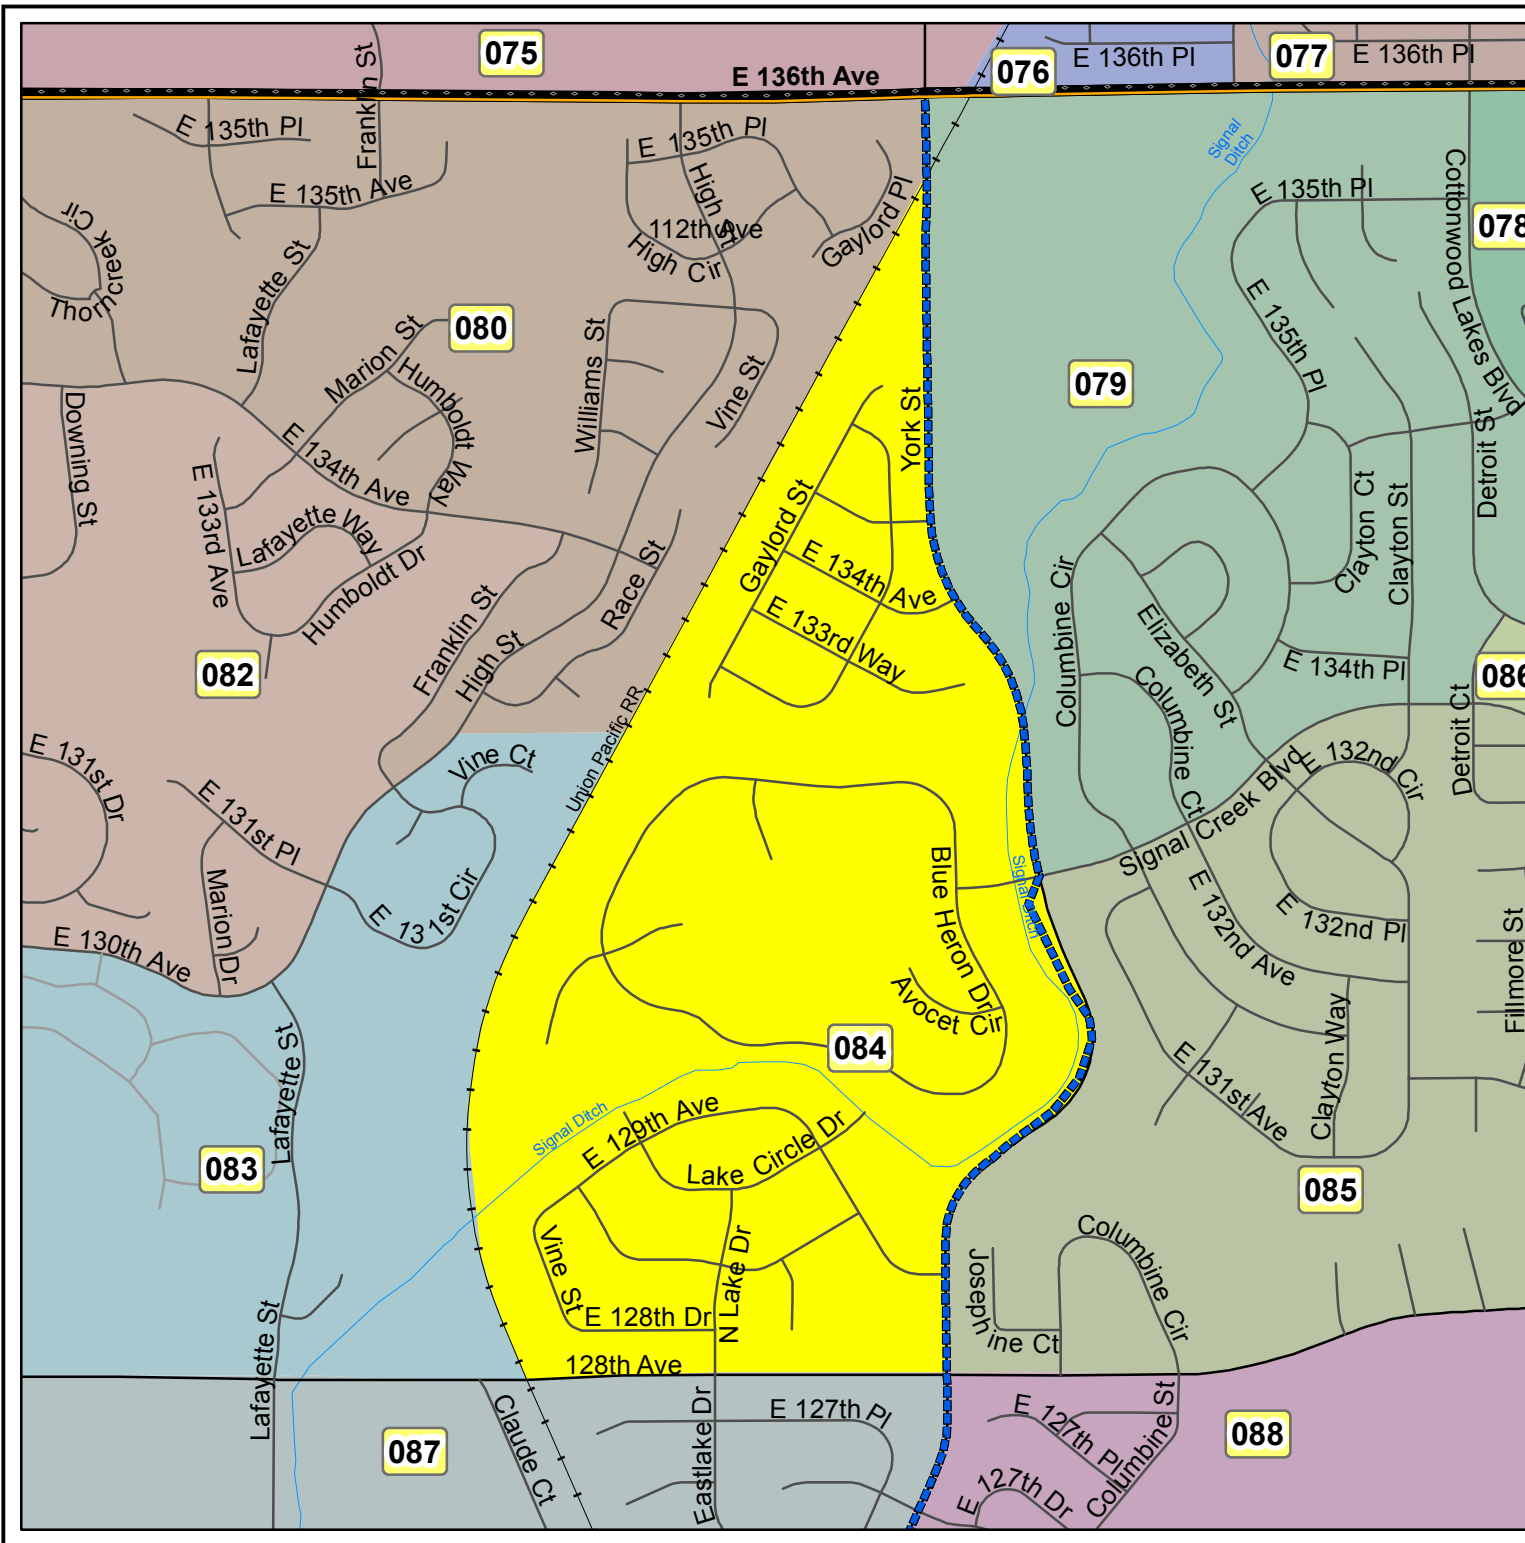 075
076
E 136th Pl
077
E 136th Pl
E 136th Ave
Franklin St
E 135th Pl
E 135th Ave
E 135th Pl
High St
112th Ave
High Cir
Gaylord Pl
Signal
Ditch
E 135th Pl
Cottonwood Lakes Blvd
078
Thorncreek Cir
Lafayette St
080
Marion St
Humboldt Way
Williams St
Vine St
York St
079
E 135th Pl
Detroit St
Downing St
E 134th Ave
E 133rd Ave
Lafayette Way
Humboldt Dr
Gaylord St
E 134th Ave
E 133rd Way
Race St
Franklin St
High St
Columbine Cir
Elizabeth St
Columbine Ct
Clayton Ct
Clayton St
E 134th Pl
086
Detroit Ct
082
Union Pacific RR
E 131st Dr
E 131st Pl
Vine Ct
E 131st Cir
Marion Dr
E 130th Ave
Signal Creek Blvd
E 132nd Cir
E 132nd Pl
E 132nd Ave
Blue Heron Dr
Avocet Cir
Signal Ditch
Fillmore St
084
Clayton Way
E 131st Ave
Lafayette St
Signal Ditch
E 129th Ave
Lake Circle Dr
083
085
Vine St
N Lake Dr
E 128th Dr
Josephine Ct
Columbine Cir
128th Ave
Lafayette St
087
Claude Ct
Eastlake Dr
E 127th Pl
E 127th Pl
Columbine St
088
E 127th Dr